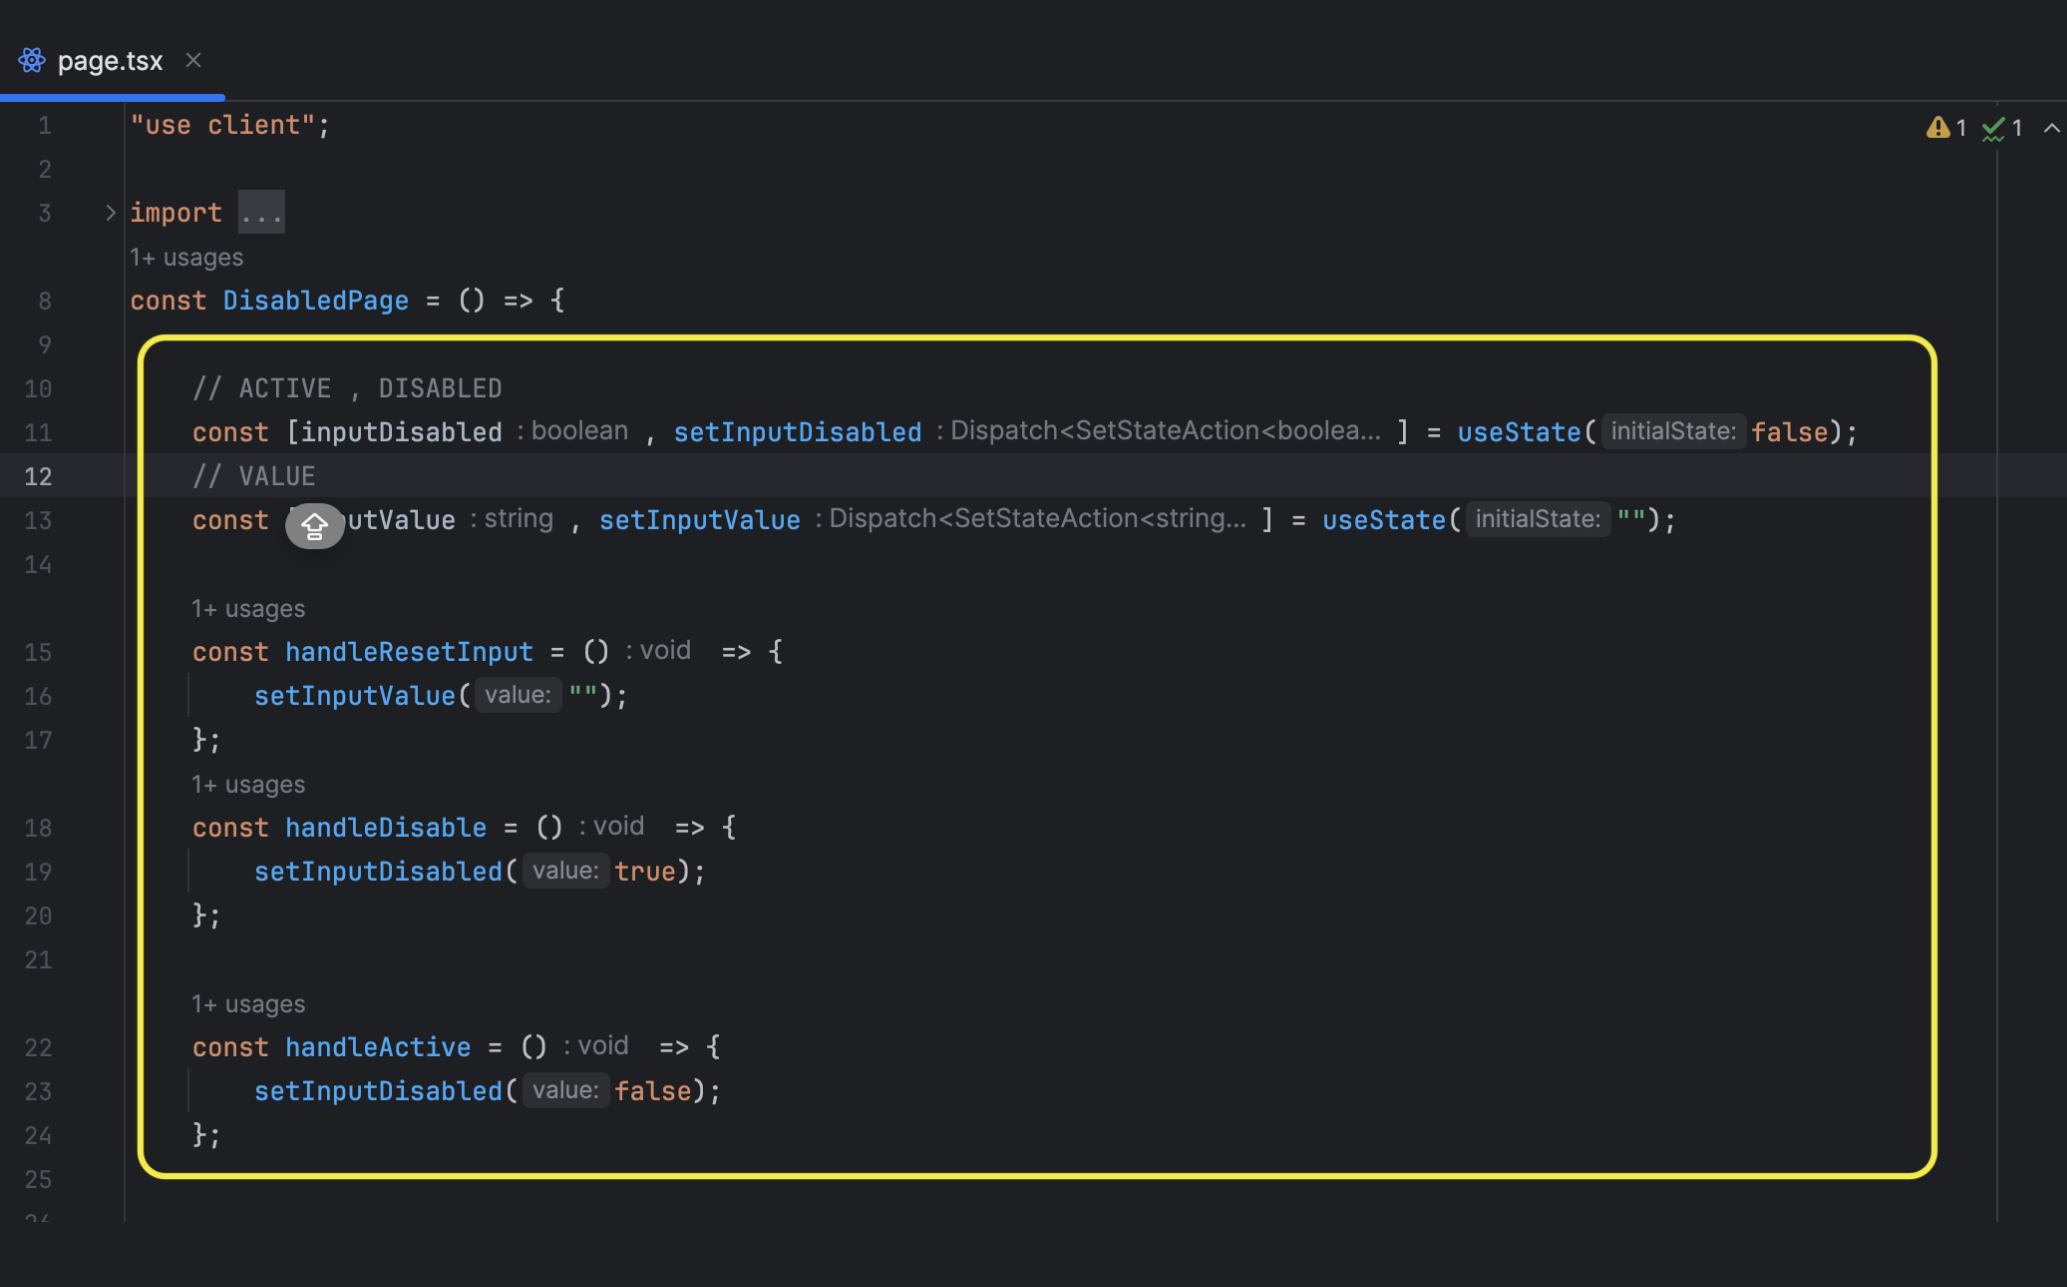 page.tsx
1 "use client";
1 1
2
3 import ...
1+ usages
8 const DisabledPage = () => {
9
10 // ACTIVE , DISABLED
11 const [inputDisabled : boolean , setInputDisabled : Dispatch<SetStateAction<boolea... ] = useState( initialState: false);
12 // VALUE
13 const utValue : string , setInputValue : Dispatch<SetStateAction<string... ] = useState( initialState: "");
14
1+ usages
15 const handleResetInput = () : void => {
16 setInputValue( value: "");
17 };
1+ usages
18 const handleDisable = () : void => {
19 setInputDisabled( value: true);
20 };
21
1+ usages
22 const handleActive = () : void => {
23 setInputDisabled( value: false);
24 };
25